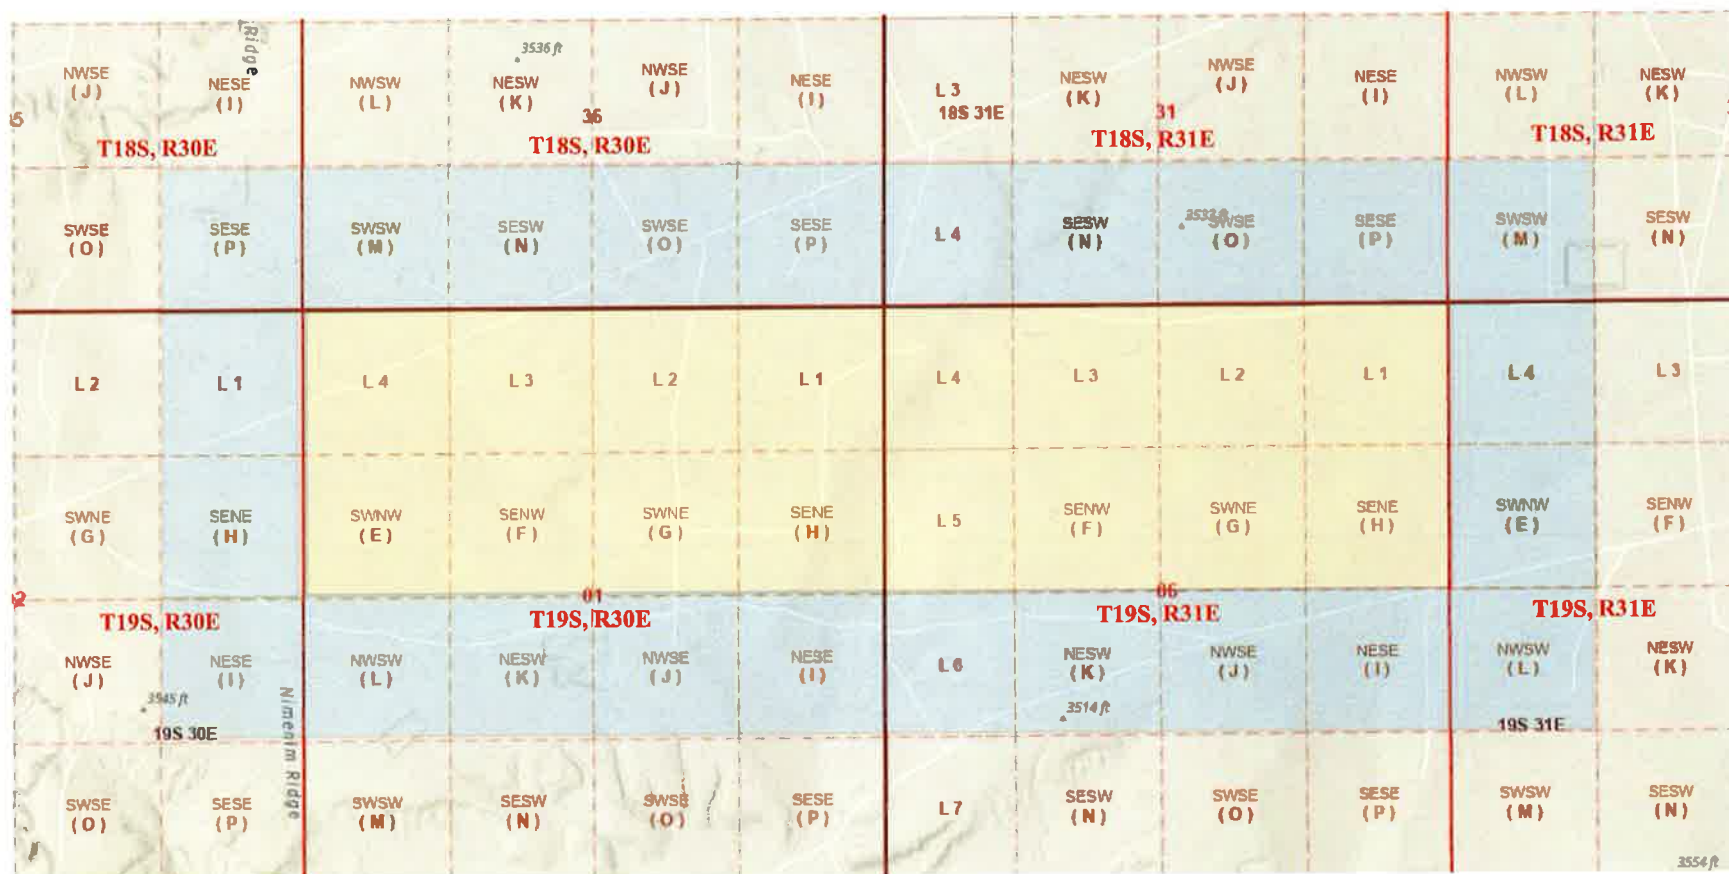 Ridge
3536 ft
NWSE
(J)
NESE
(I)
NWSW
(L)
NESW
(K)
NWSE
(J)
NESE
(I)
L 3
NESW
(K)
NWSE
(J)
NESE
(I)
NWSW
(L)
NESW
(K)
36
18S 31E
31
T18S, R30E
T18S, R30E
T18S, R31E
T18S, R31E
SWSE
(O)
SESE
(P)
SWSW
(M)
SESW
(N)
SWSE
(O)
SESE
(P)
L 4
SESW
(N)
SWSE
(O)
SESE
(P)
SWSW
(M)
SESW
(N)
L 2
L 1
L 4
L 3
L 2
L 1
L 4
L 3
L 2
L 1
L 4
L 3
SWNE
(G)
SENE
(H)
SWNW
(E)
SENW
(F)
SWNE
(G)
SENE
(H)
L 5
SENW
(F)
SWNE
(G)
SENE
(H)
SWNW
(E)
SENW
(F)
01
06
T19S, R30E
T19S, R30E
T19S, R31E
T19S, R31E
NWSE
(J)
NESE
(I)
NWSW
(L)
NESW
(K)
NWSE
(J)
NESE
(I)
L 6
NESW
(K)
NWSE
(J)
NESE
(I)
NWSW
(L)
NESW
(K)
3545 ft
3514 ft
19S 30E
19S 31E
Nimenim Ridge
SWSE
(O)
SESE
(P)
SWSW
(M)
SESW
(N)
SWSE
(O)
SESE
(P)
L 7
SESW
(N)
SWSE
(O)
SESE
(P)
SWSW
(M)
SESW
(N)
3554 ft